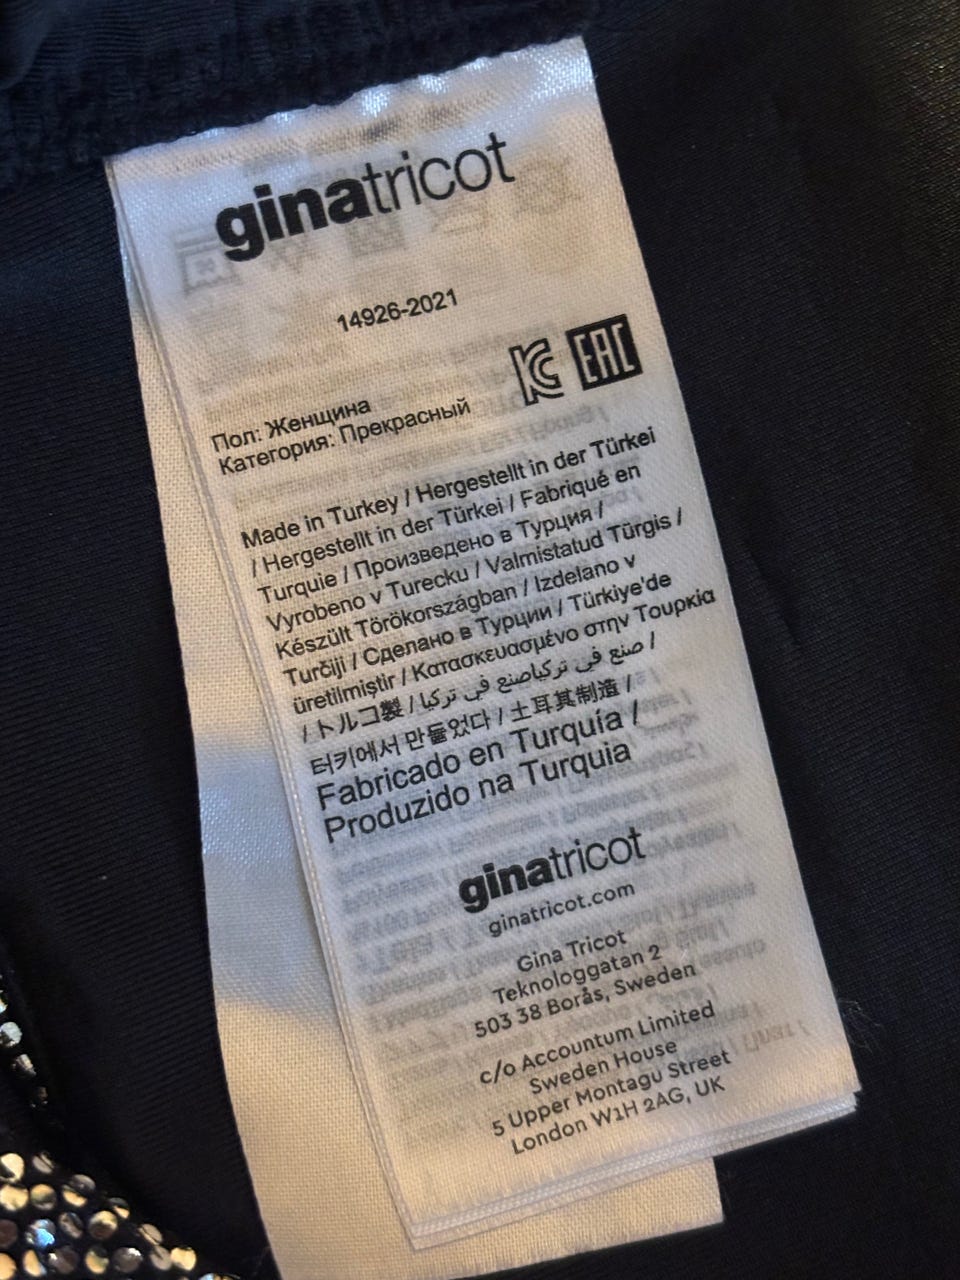 ginatricot
14926-2021
KC EAC
Пол: Женщина
Категория: Прекрасный
Made in Turkey / Hergestellt in der Türkei
/ Hergestellt in der Türkei / Fabriqué en
Turquie / Произведено в Турция /
Vyrobeno v Turecku / Valmistatud Türgis /
Készült Törökországban / Izdelano v
Turčiji / Сделано в Турции / Türkiye'de
üretilmiştir / Κατασκευασμένο στην Τουρκία
/ トルコ製 / صنع في تركياصنع في تركيا /
터키에서 만들었다 / 土耳其制造 /
Fabricado en Turquía /
Produzido na Turquia
ginatricot
ginatricot.com
Gina Tricot
Teknologgatan 2
503 38 Borås, Sweden
c/o Accountum Limited
Sweden House
5 Upper Montagu Street
London W1H 2AG, UK